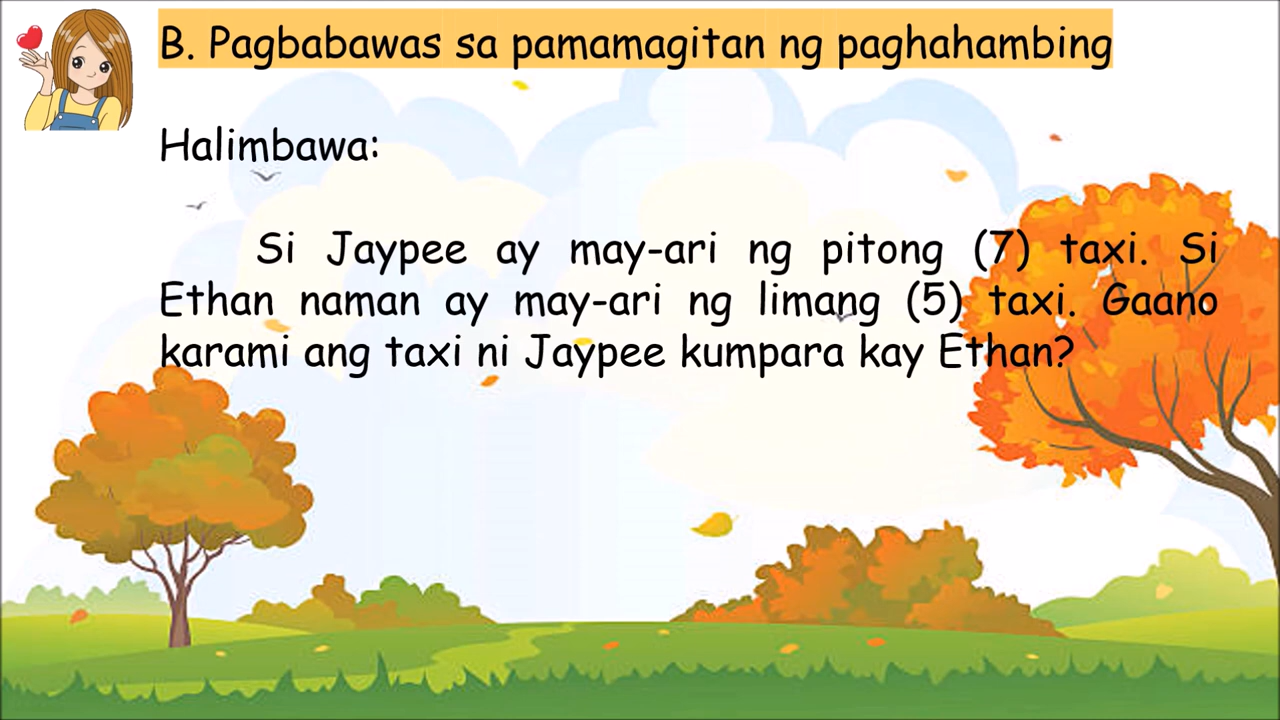 B. Pagbabawas sa pamamagitan ng paghahambing
Halimbawa:
Si Jaypee ay may-ari ng pitong (7) taxi. Si
Ethan naman ay may-ari ng limang (5) taxi. Gaano
karami ang taxi ni Jaypee kumpara kay Ethan?